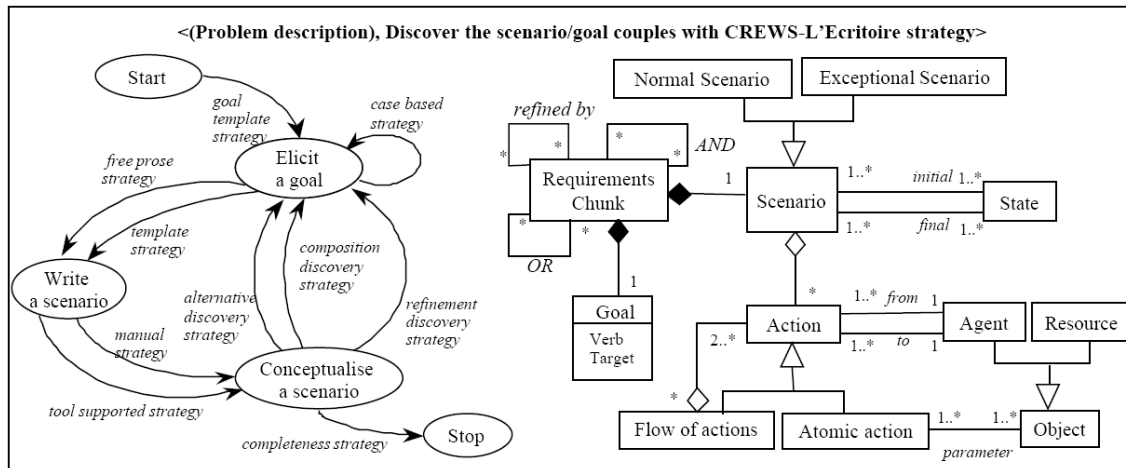 <(Problem description), Discover the scenario/goal couples with CREWS-L'Ecritoire strategy>
Start
goal
template
strategy
case based
strategy
Elicit
a goal
free prose
strategy
template
strategy
Write
a scenario
composition
discovery
strategy
alternative
discovery
strategy
refinement
discovery
strategy
manual
strategy
Conceptualise
a scenario
tool supported strategy
completeness strategy
Stop
Normal Scenario
Exceptional Scenario
refined by
*
*
*
*
AND
Requirements
Chunk
1
Scenario
1..*
initial
1..*
1..*
final
1..*
State
*
*
OR
1
Goal
Verb
Target
*
Action
1..*
from
1
1..*
to
1
Agent
Resource
2..*
*
Flow of actions
Atomic action
1..*
1..*
parameter
Object